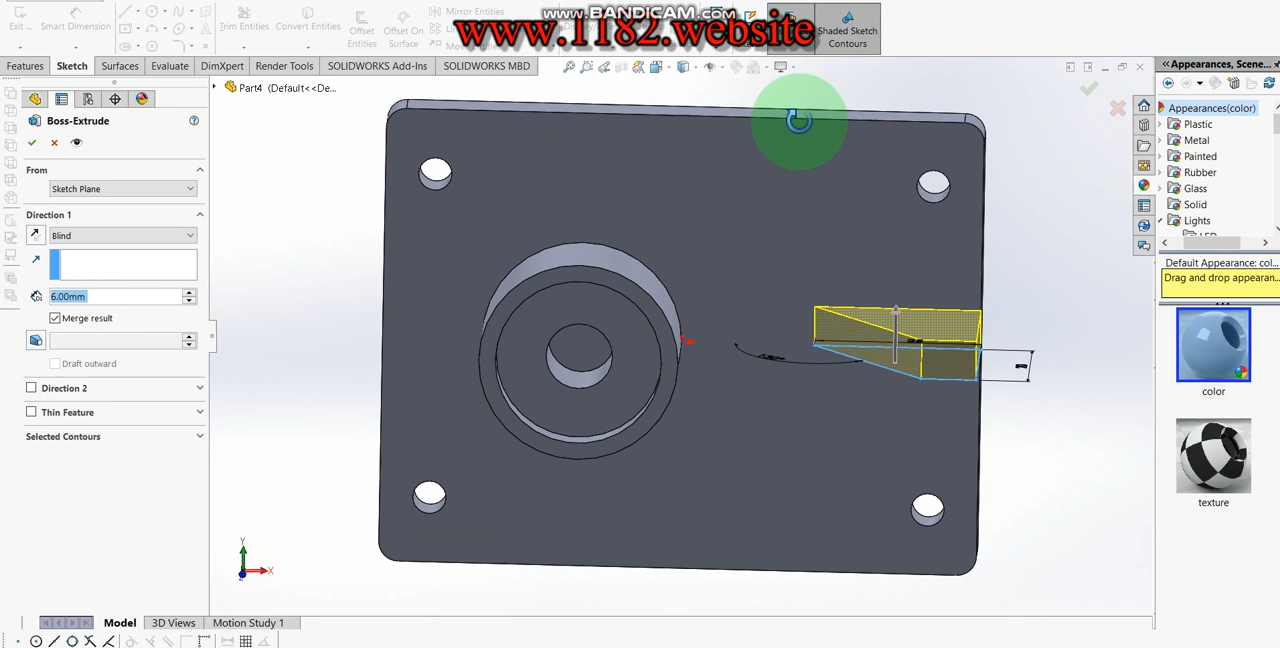 www.BANDICAM.com
www.1182.website
Exit ...
Smart Dimension
Trim Entities
Convert Entities
Offset
Entities
Offset On
Surface
Mirror Entities
Shaded Sketch
Contours
Features
Sketch
Surfaces
Evaluate
DimXpert
Render Tools
SOLIDWORKS Add-Ins
SOLIDWORKS MBD
Part4 (Default<<De...
Boss-Extrude
From
Sketch Plane
Direction 1
Blind
6.00mm
Merge result
Draft outward
Direction 2
Thin Feature
Selected Contours
Y
X
Z
Model
3D Views
Motion Study 1
Appearances, Scene...
Appearances(color)
Plastic
Metal
Painted
Rubber
Glass
Solid
Lights
Default Appearance: col...
Drag and drop appearan...
color
texture